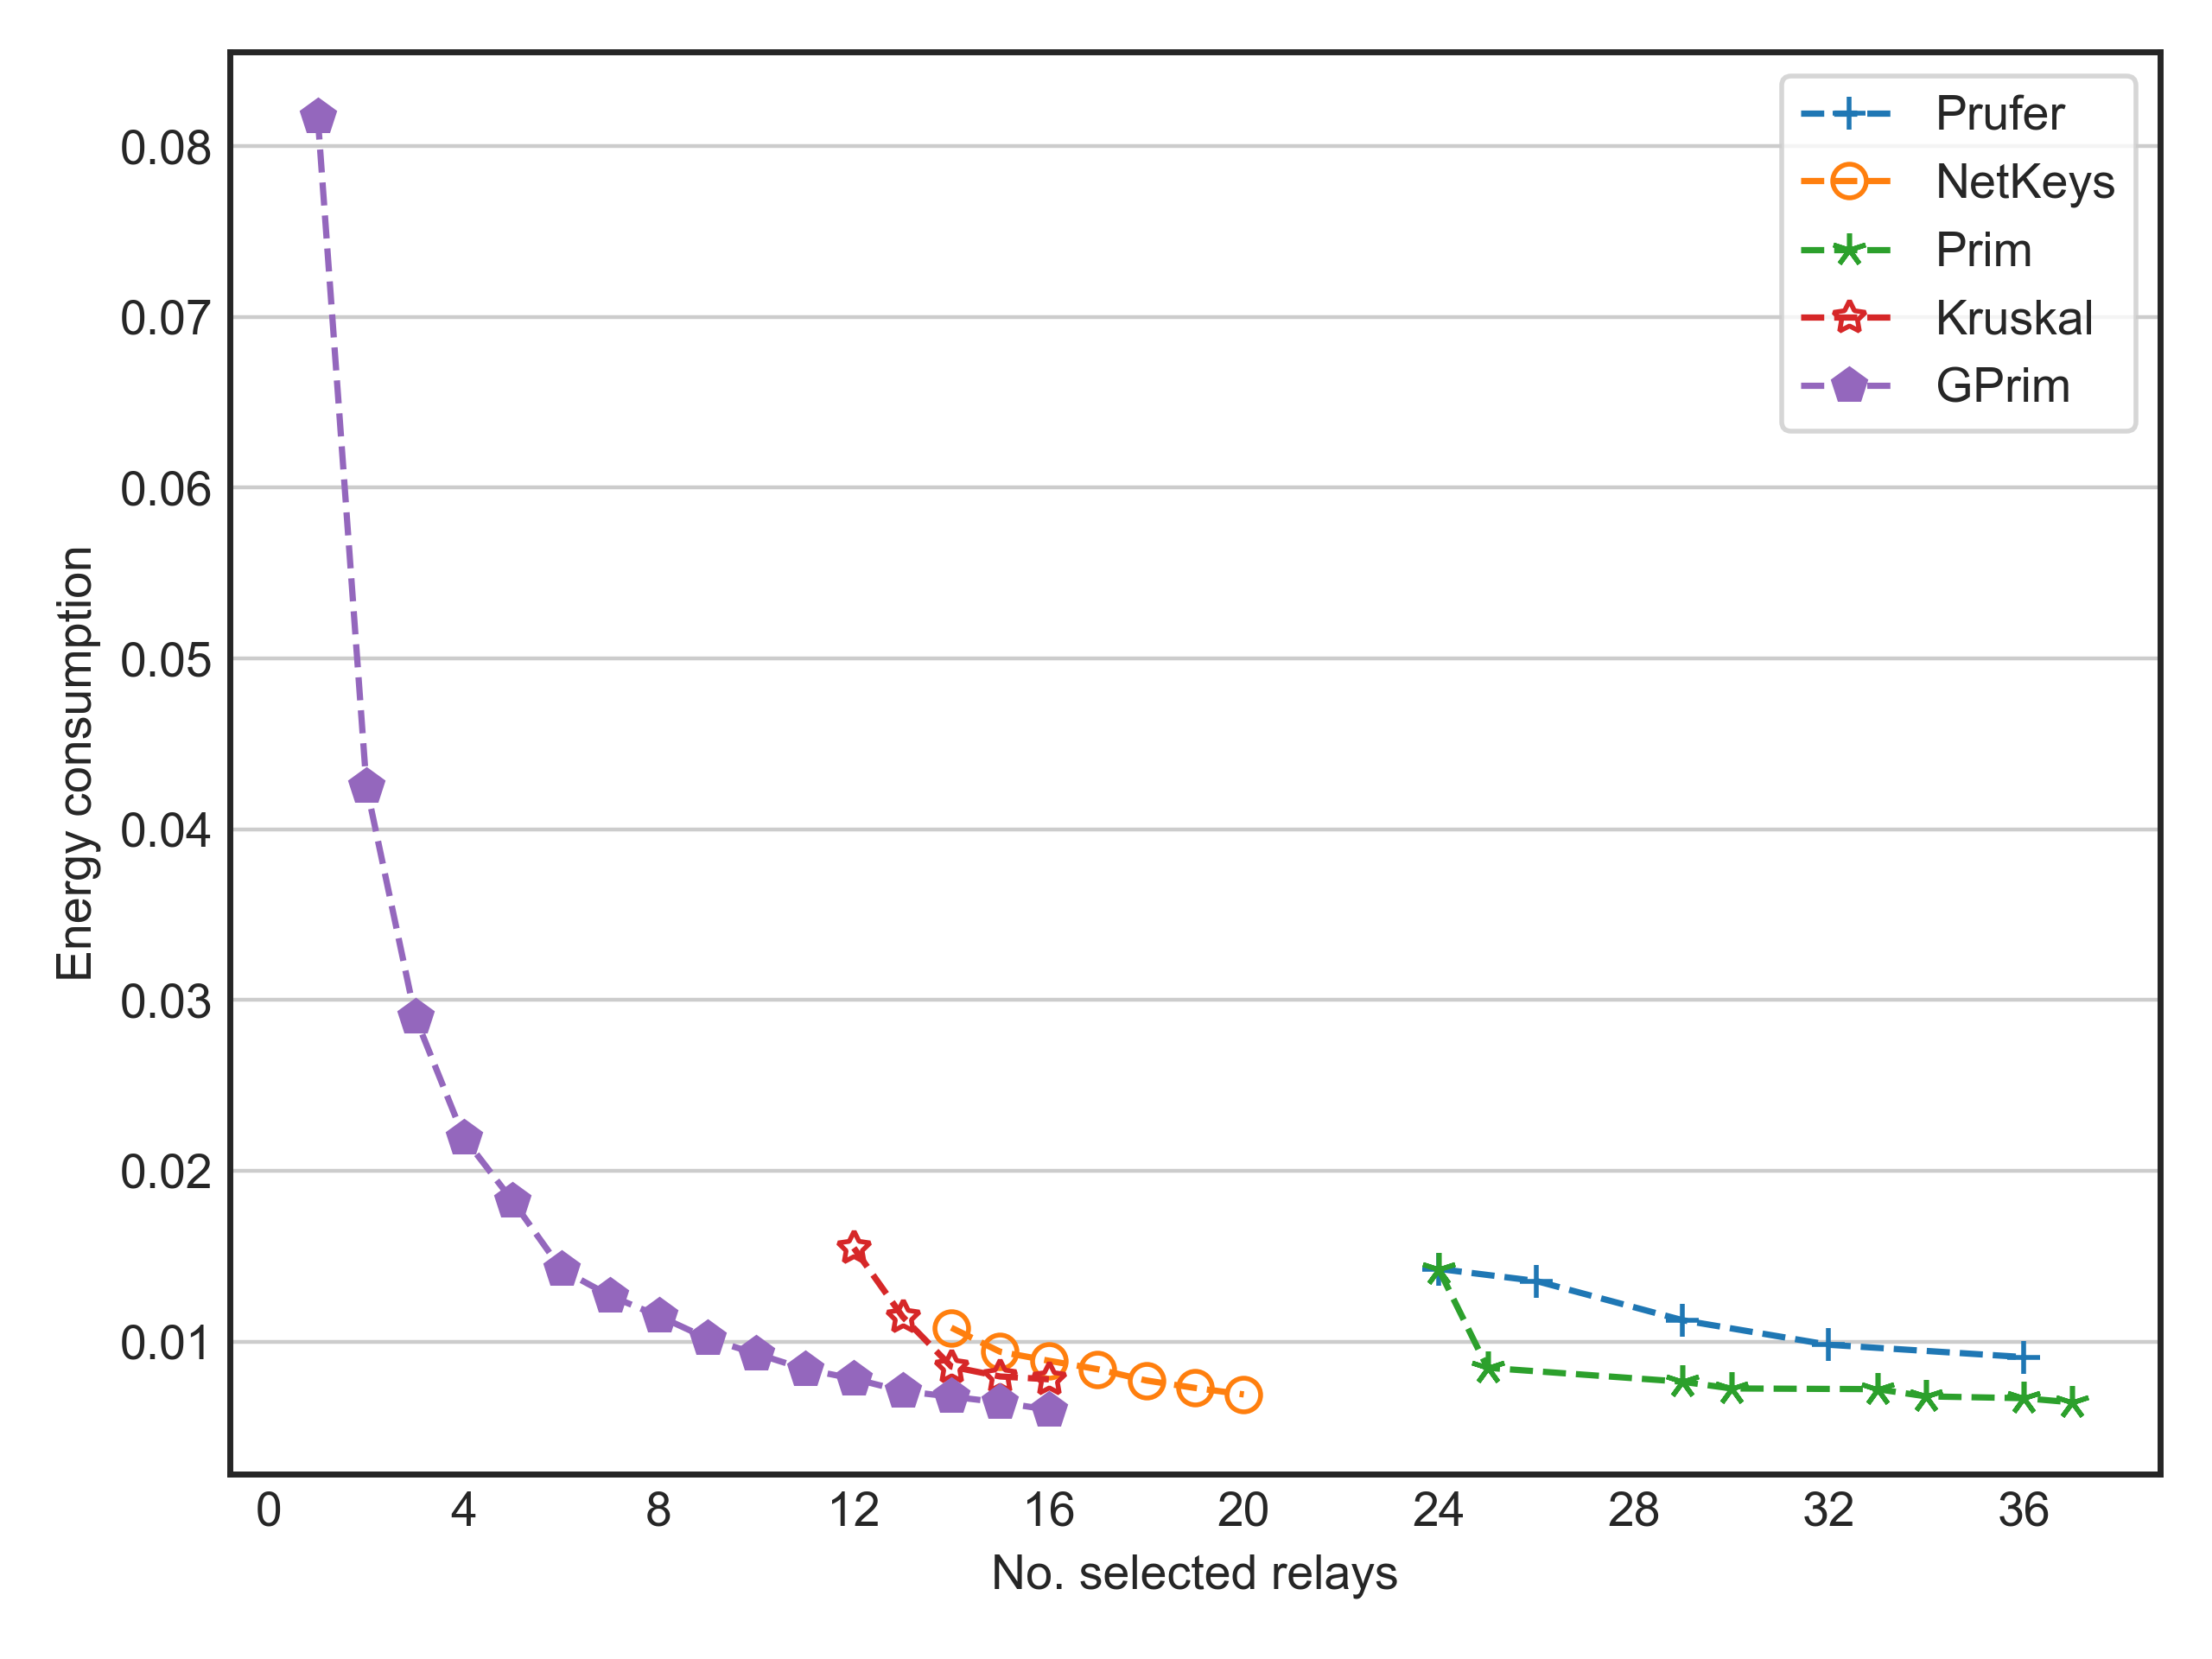 Prufer
NetKeys
Prim
Kruskal
GPrim
Energy consumption
0.08
0.07
0.06
0.05
0.04
0.03
0.02
0.01
0 4 8 12 16 20 24 28 32 36
No. selected relays